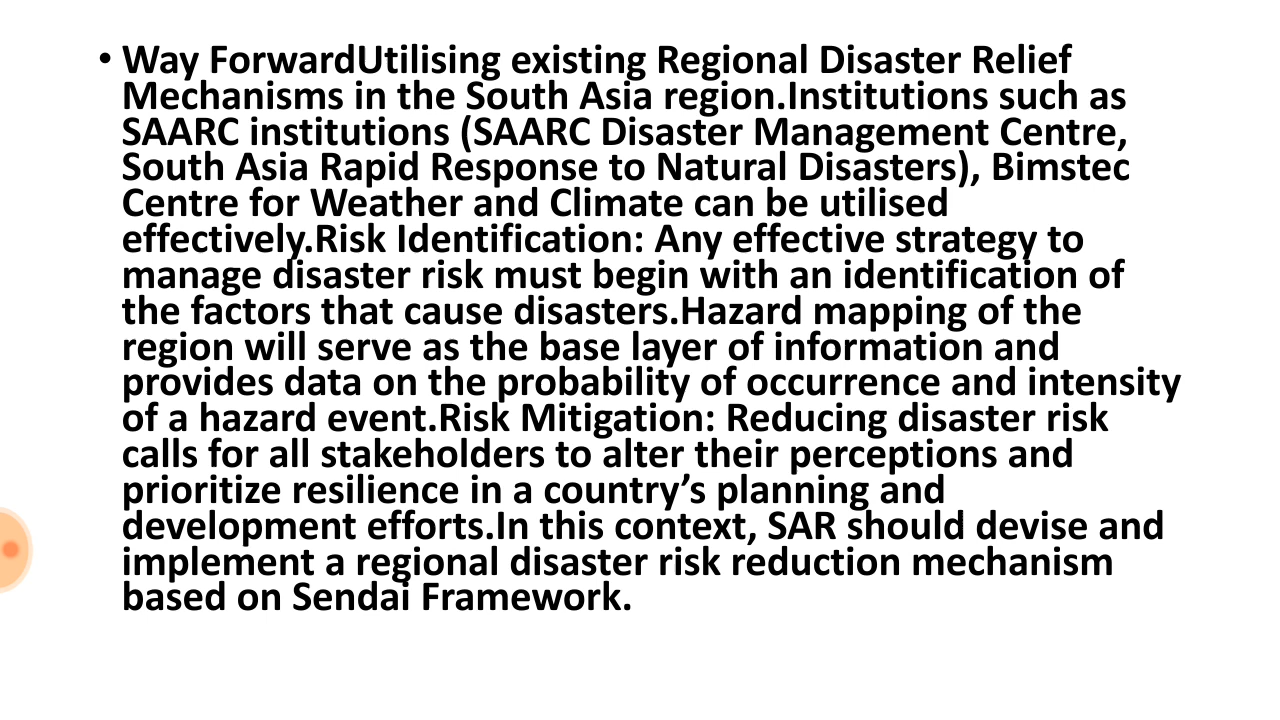 • Way ForwardUtilising existing Regional Disaster Relief
Mechanisms in the South Asia region.Institutions such as
SAARC institutions (SAARC Disaster Management Centre,
South Asia Rapid Response to Natural Disasters), Bimstec
Centre for Weather and Climate can be utilised
effectively.Risk Identification: Any effective strategy to
manage disaster risk must begin with an identification of
the factors that cause disasters.Hazard mapping of the
region will serve as the base layer of information and
provides data on the probability of occurrence and intensity
of a hazard event.Risk Mitigation: Reducing disaster risk
calls for all stakeholders to alter their perceptions and
prioritize resilience in a country’s planning and
development efforts.In this context, SAR should devise and
implement a regional disaster risk reduction mechanism
based on Sendai Framework.